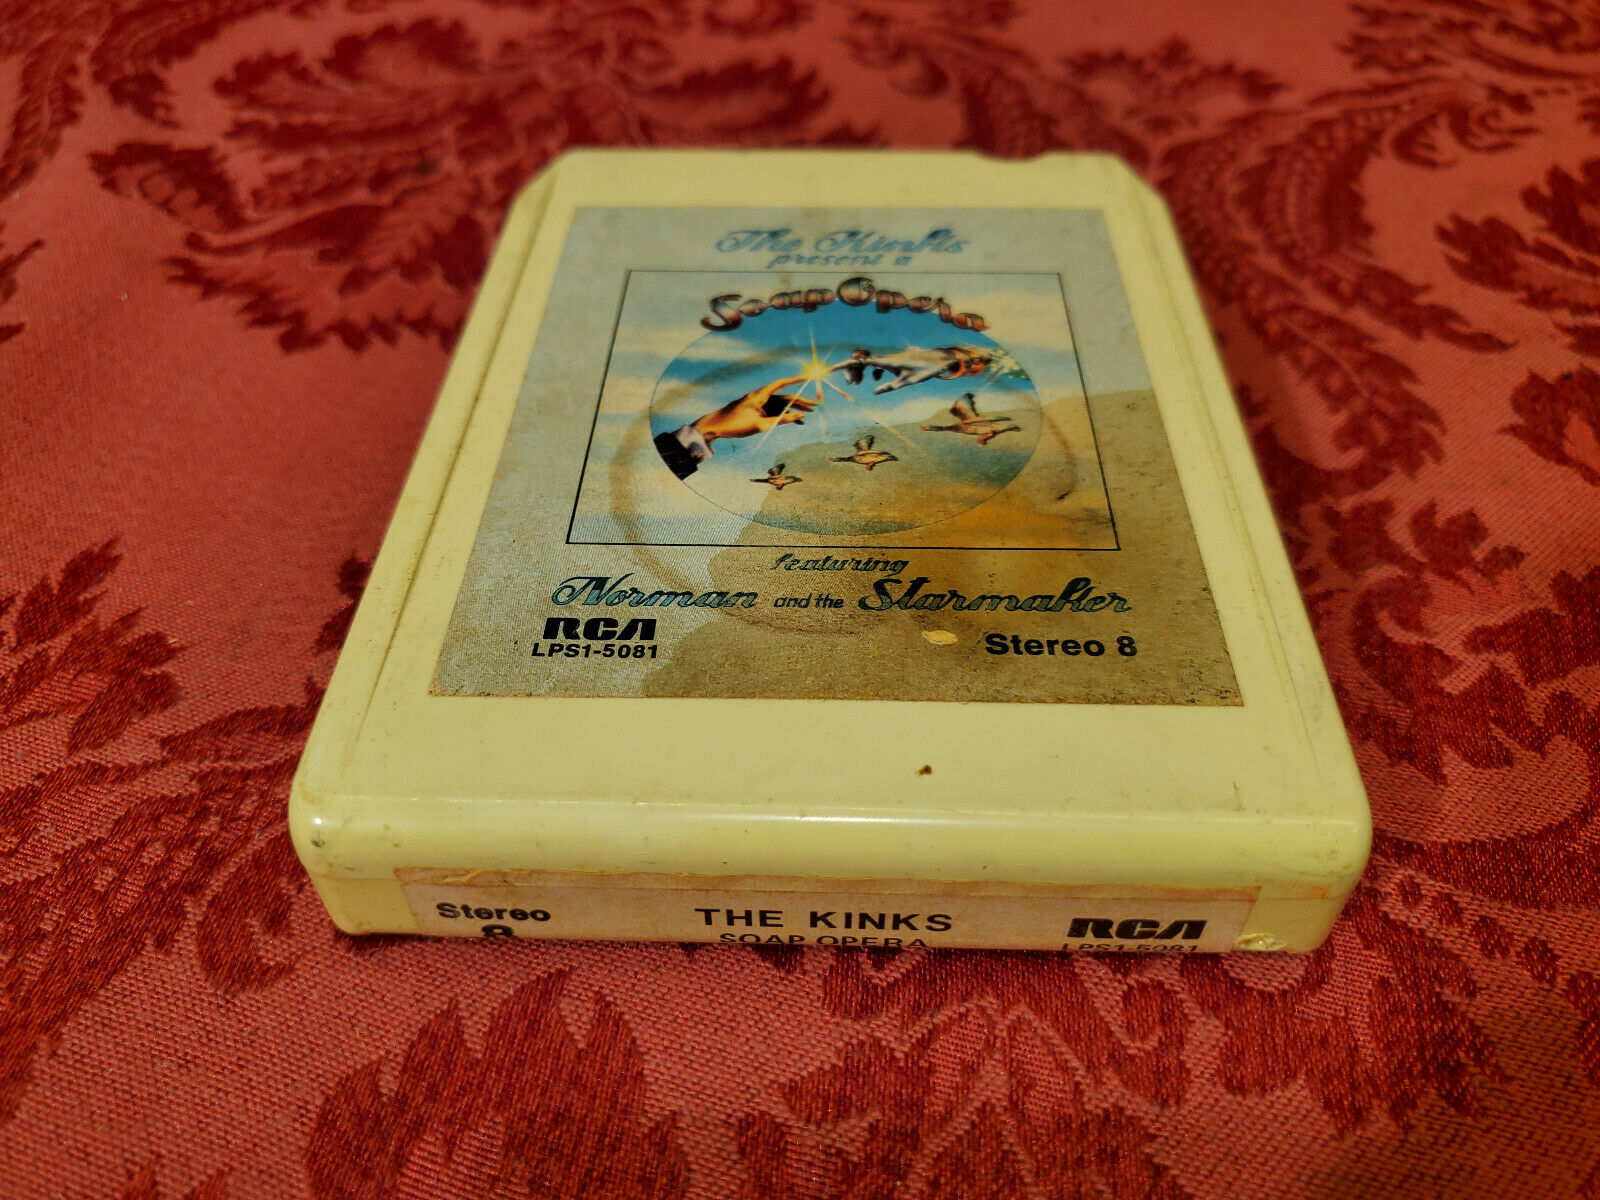 The Kinks
present a
Soap Opera
featuring
Norman and the Starmaker
RCA
LPS1-5081
Stereo 8
Stereo
8
THE KINKS
SOAP OPERA
RCA
LPS1-5081